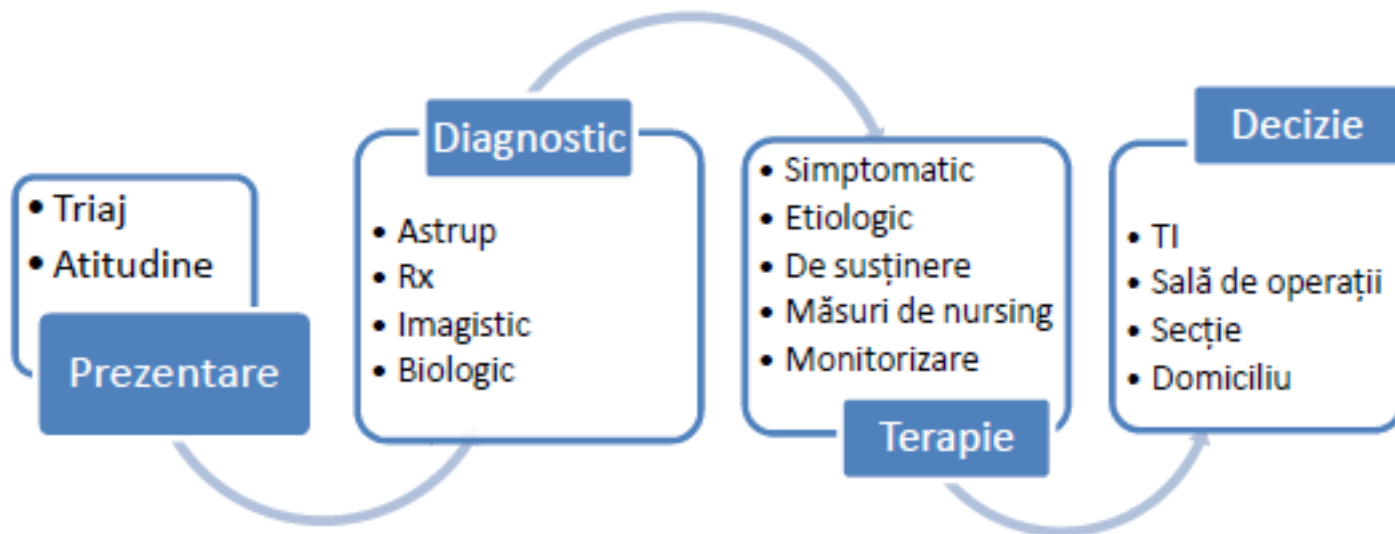 • Triaj
• Atitudine
Prezentare
Diagnostic
• Astrup
• Rx
• Imagistic
• Biologic
• Simptomatic
• Etiologic
• De susținere
• Măsuri de nursing
• Monitorizare
Terapie
Decizie
• TI
• Sală de operații
• Secție
• Domiciliu